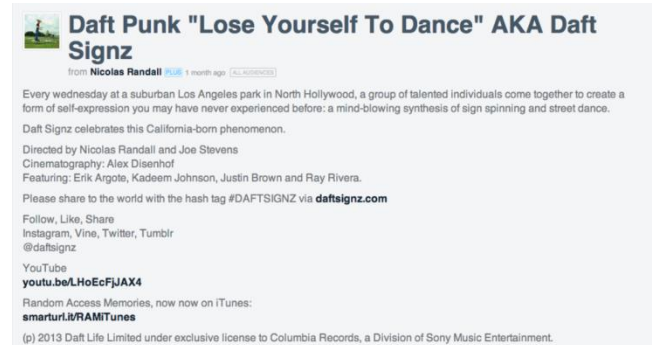 Daft Punk "Lose Yourself To Dance" AKA Daft
Signz
from Nicolas Randall PLUS 1 month ago ALL AUDIENCES
Every wednesday at a suburban Los Angeles park in North Hollywood, a group of talented individuals come together to create a
form of self-expression you may have never experienced before: a mind-blowing synthesis of sign spinning and street dance.
Daft Signz celebrates this California-born phenomenon.
Directed by Nicolas Randall and Joe Stevens
Cinematography: Alex Disenhof
Featuring: Erik Argote, Kadeem Johnson, Justin Brown and Ray Rivera.
Please share to the world with the hash tag #DAFTSIGNZ via daftsignz.com
Follow, Like, Share
Instagram, Vine, Twitter, Tumblr
@daftsignz
YouTube
youtu.be/LHoEcFjJAX4
Random Access Memories, now now on iTunes:
smarturl.it/RAMiTunes
(p) 2013 Daft Life Limited under exclusive license to Columbia Records, a Division of Sony Music Entertainment.